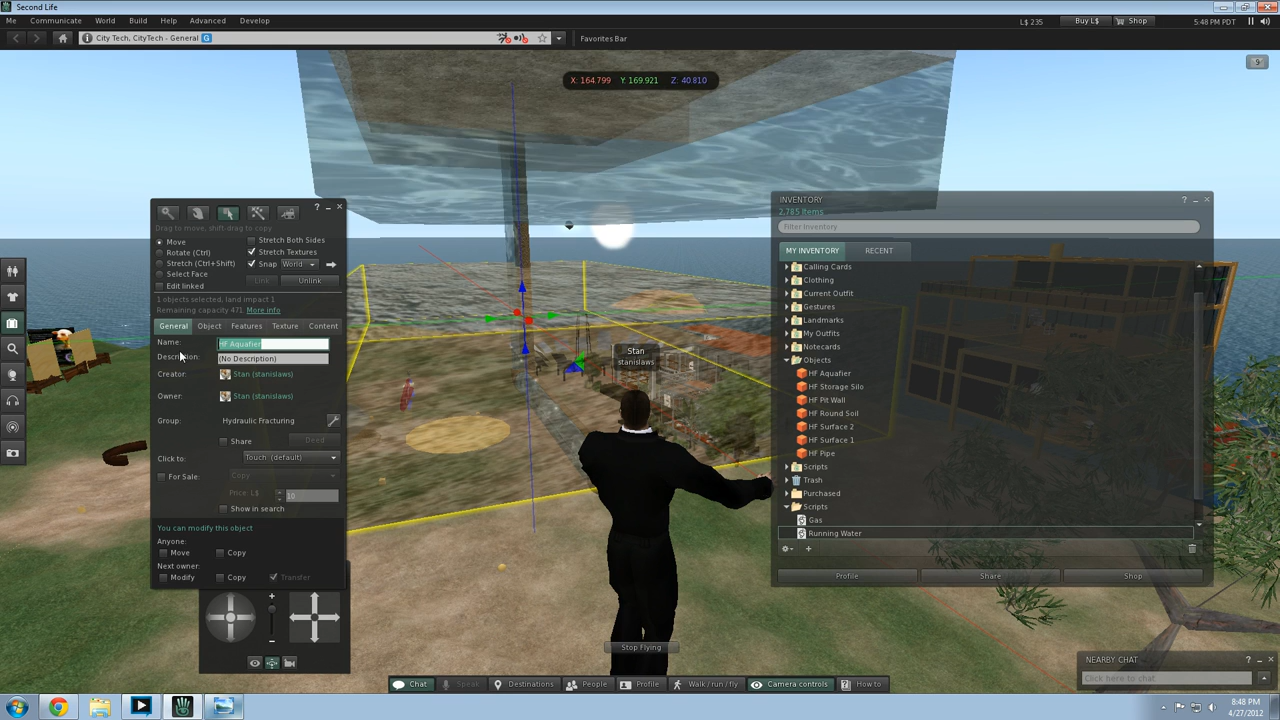 Second Life
Me Communicate World Build Help Advanced Develop
L$ 235 Buy L$ Shop 5:48 PM PDT
City Tech, CityTech - General G
Favorites Bar
X: 164.799 Y: 169.921 Z: 40.810
9
Drag to move, shift-drag to copy
Move
Rotate (Ctrl)
Stretch (Ctrl+Shift)
Select Face
Edit linked
Stretch Both Sides
Stretch Textures
Snap World
Link Unlink
1 objects selected, land impact 1
Remaining capacity 471. More info
General Object Features Texture Content
Name: HF Aquafier
Description: (No Description)
Creator: Stan (stanislaws)
Owner: Stan (stanislaws)
Group: Hydraulic Fracturing
Share Deed
Click to: Touch (default)
For Sale: Copy
Price: L$ 10
Show in search
You can modify this object
Anyone:
Move Copy
Next owner:
Modify Copy Transfer
Stan
stanislaws
Stop Flying
INVENTORY
2,785 Items
Filter Inventory
MY INVENTORY RECENT
Calling Cards
Clothing
Current Outfit
Gestures
Landmarks
My Outfits
Notecards
Objects
HF Aquafier
HF Storage Silo
HF Pit Wall
HF Round Soil
HF Surface 2
HF Surface 1
HF Pipe
Scripts
Trash
Purchased
Scripts
Gas
Running Water
Profile Share Shop
NEARBY CHAT
Click here to chat.
Chat Speak Destinations People Profile Walk / run / fly Camera controls How to
8:48 PM
4/27/2012